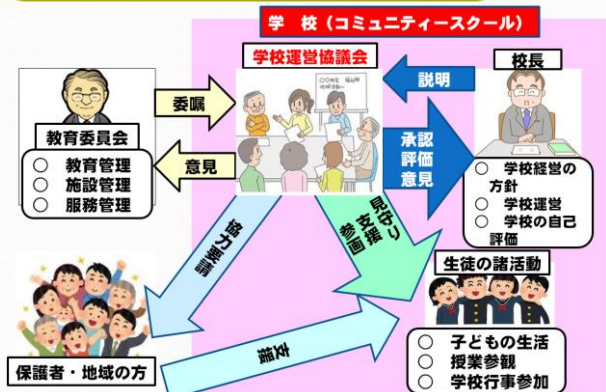 学 校（コミュニティースクール）
学校運営協議会
校長
説明
委嘱
教育委員会
○ 教育管理
○ 施設管理
○ 服務管理
意見
承認
評価
意見
○ 学校経営の
方針
○ 学校運営
○ 学校の自己
評価
協力要請
見守り
支援
参画
生徒の諸活動
保護者・地域の方
支援
○ 子どもの生活
○ 授業参観
○ 学校行事参加